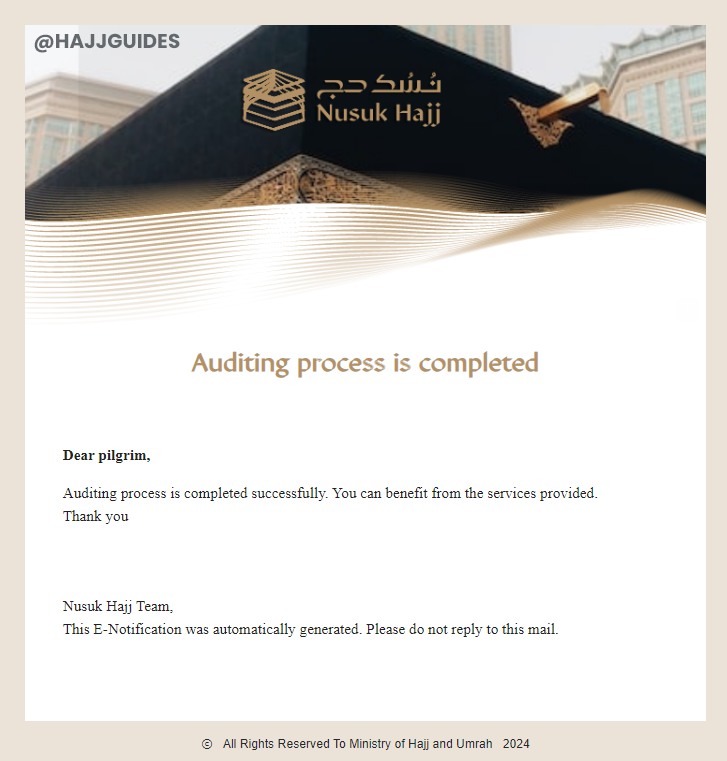 @HAJJGUIDES
نُسُك حج
Nusuk Hajj
Auditing process is completed
Dear pilgrim,
Auditing process is completed successfully. You can benefit from the services provided.
Thank you
Nusuk Hajj Team,
This E-Notification was automatically generated. Please do not reply to this mail.
© All Rights Reserved To Ministry of Hajj and Umrah 2024